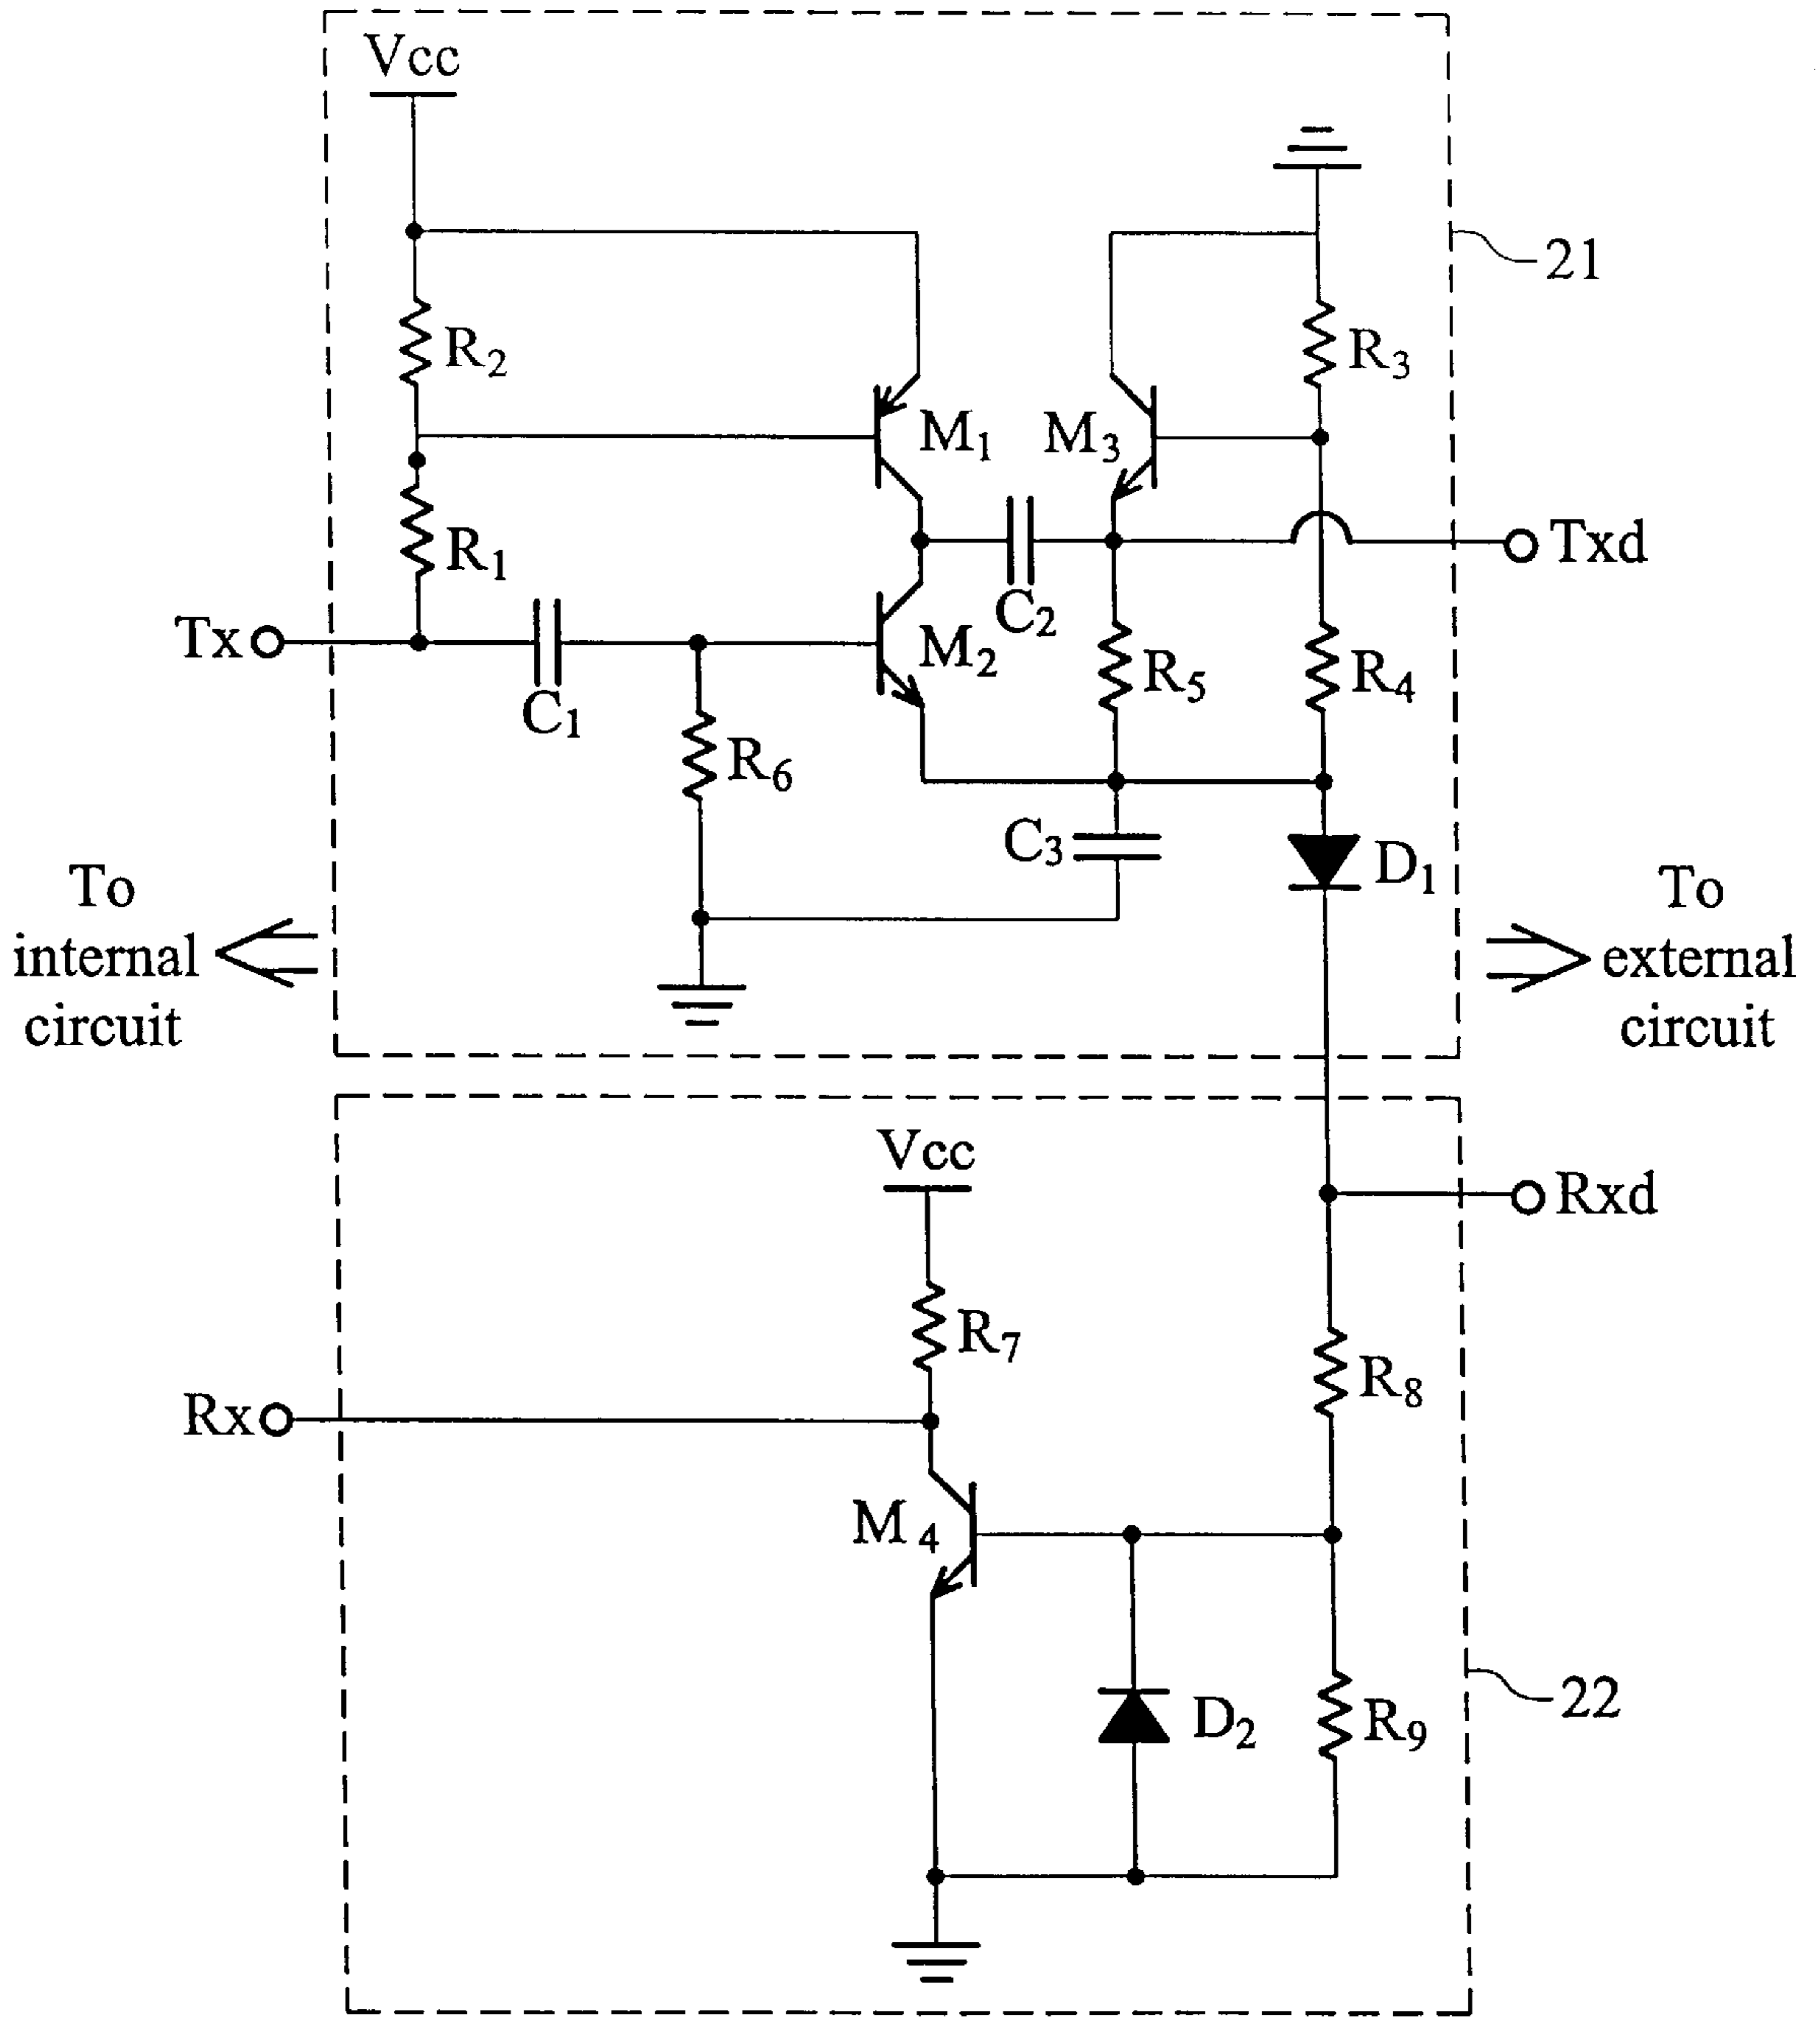 Vcc
21
R2
R3
M1
M3
R1
Txd
Tx
C2
M2
R5
R4
C1
R6
C3
D1
To
internal
circuit
To
external
circuit
Vcc
Rxd
R7
R8
Rx
M4
D2
R9
22